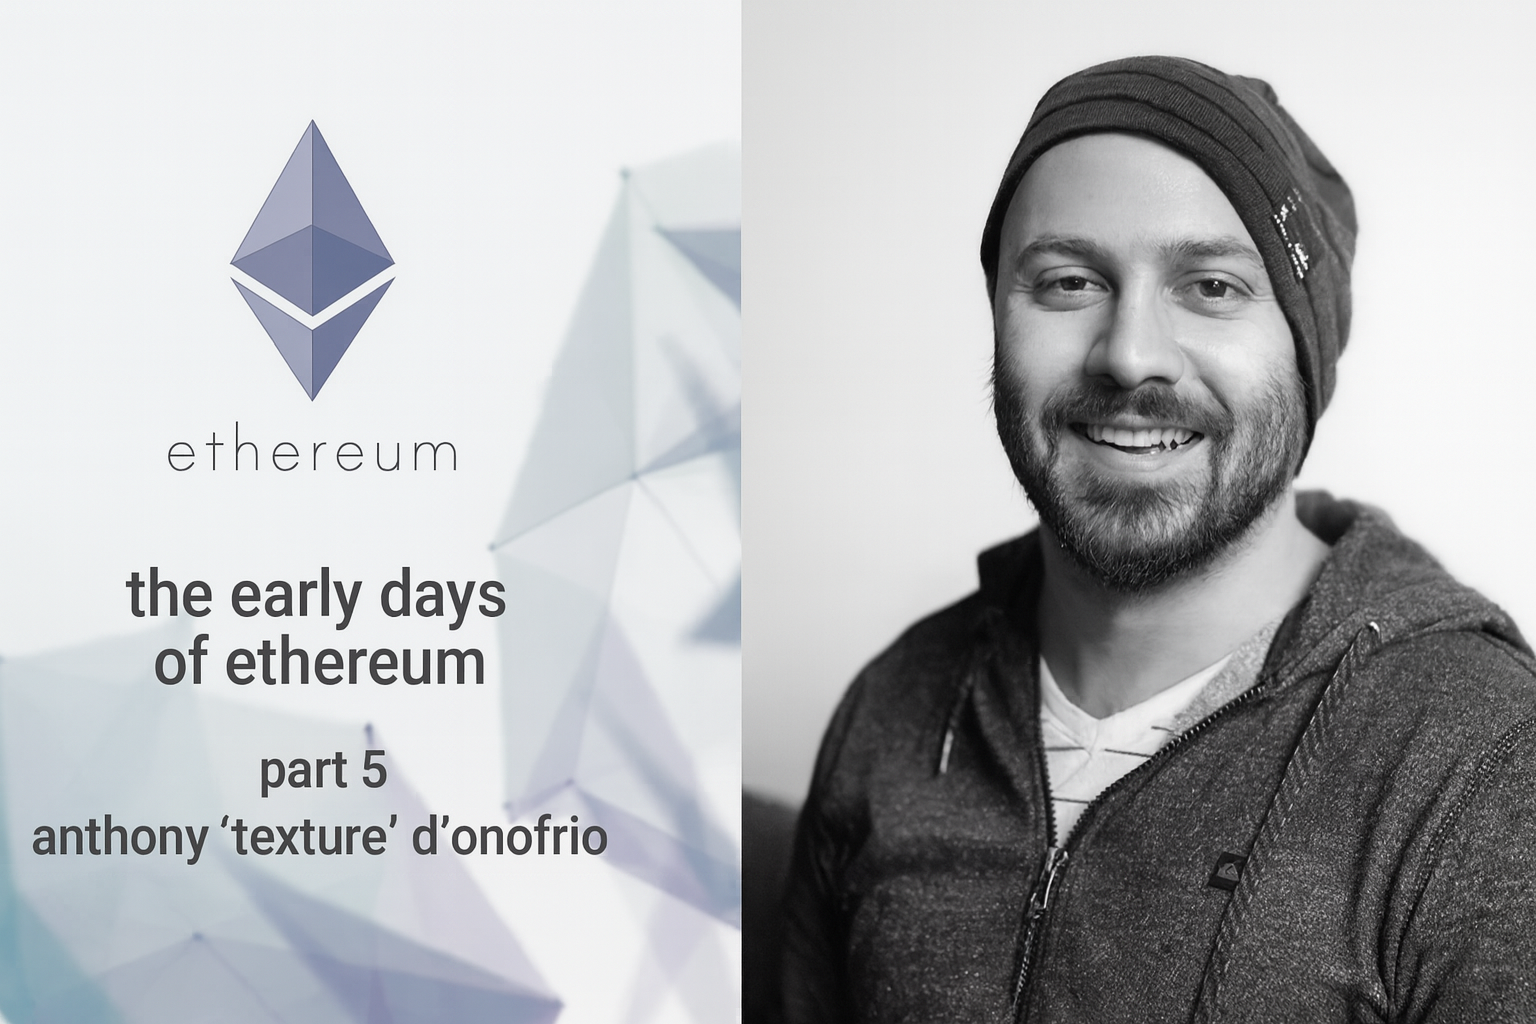 ethereum
the early days
of ethereum
part 5
anthony ‘texture’ d’onofrio